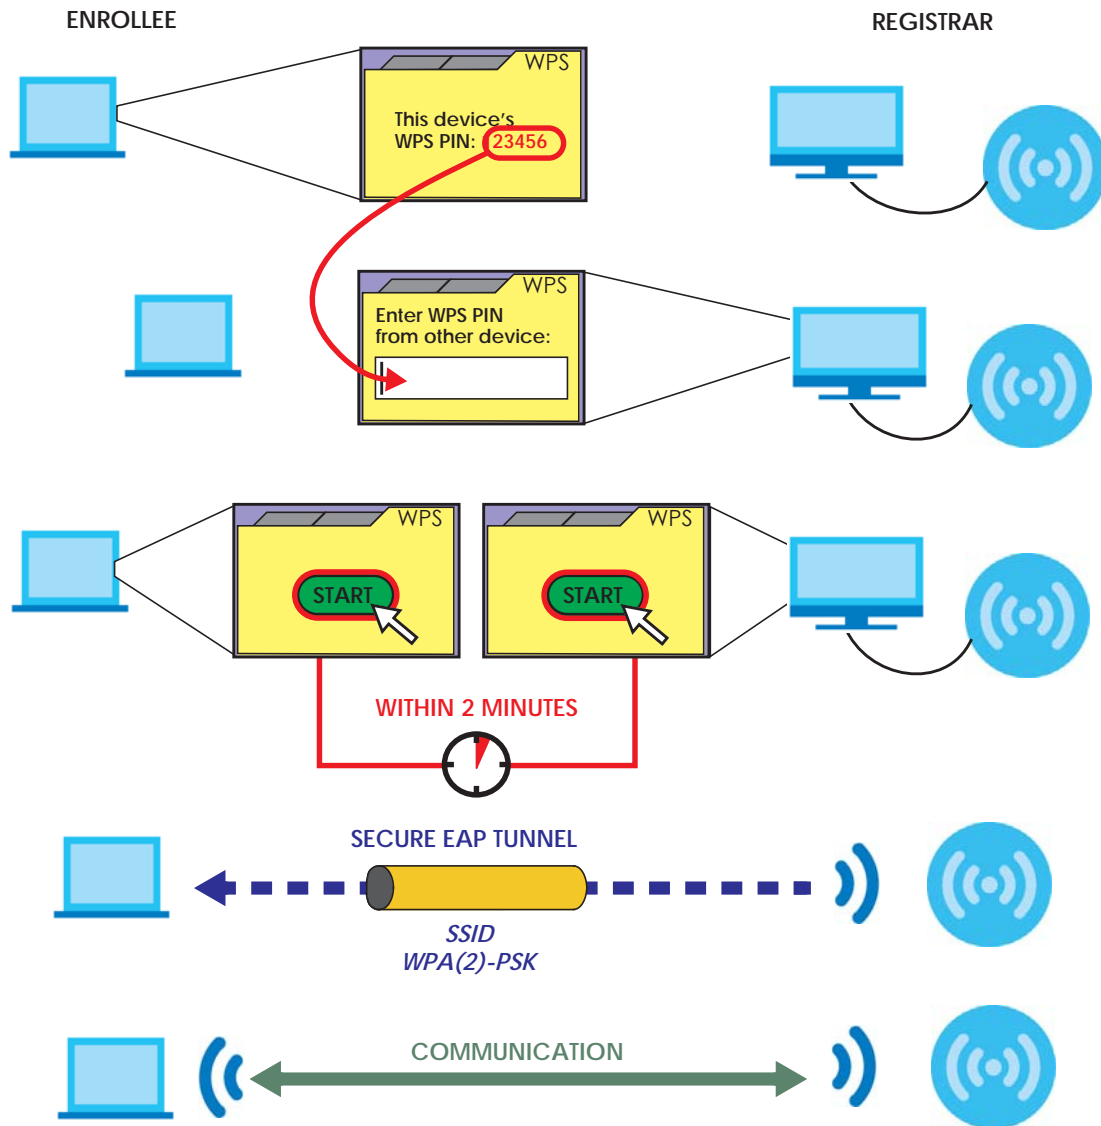 ENROLLEE
REGISTRAR
WPS
This device's
WPS PIN: 23456
WPS
Enter WPS PIN
from other device:
WPS
START
WPS
START
WITHIN 2 MINUTES
SECURE EAP TUNNEL
SSID
WPA(2)-PSK
COMMUNICATION